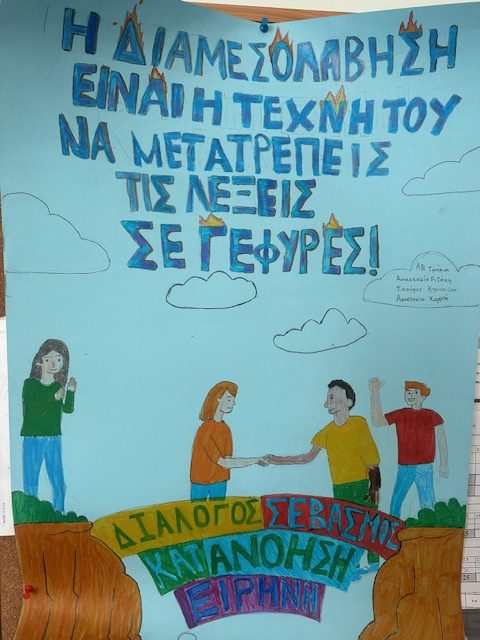 Η ΔΙΑΜΕΣΟΛΑΒΗΣΗ
ΕΙΝΑΙ Η ΤΕΧΝΗ ΤΟΥ
ΝΑ ΜΕΤΑΤΡΕΠΕΙΣ
ΤΙΣ ΛΕΞΕΙΣ
ΣΕ ΓΕΦΥΡΕΣ!
ΔΙΑΛΟΓΟΣ ΣΕΒΑΣΜΟΣ
ΚΑΤΑΝΟΗΣΗ
ΕΙΡΗΝΗ